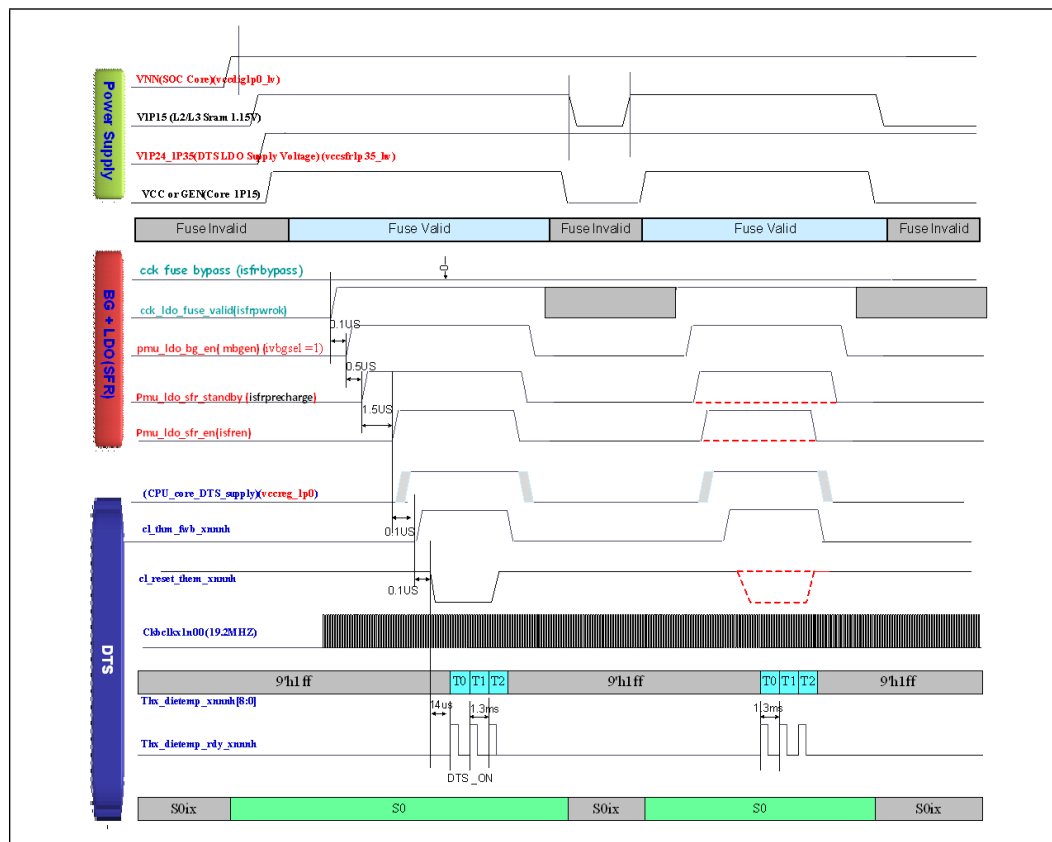 Power Supply
VNN(SOC Core)(vccdig1p0_lv)
V1P15 (L2/L3 Sram 1.15V)
V1P24_1P35(DTS LDO Supply Voltage) (vccsfr1p35_lv)
VCC or GEN(Core 1P15)
Fuse Invalid Fuse Valid Fuse Invalid Fuse Valid Fuse Invalid
BG + LDO(SFR)
cck fuse bypass (isfrbypass)
0
cck_ldo_fuse_valid(isfrpwrok)
0.1US
pmu_ldo_bg_en( mbgen) (ivbgsel =1)
0.5US
Pmu_ldo_sfr_standby (isfrprecharge)
1.5US
Pmu_ldo_sfr_en(isfren)
(CPU_core_DTS_supply)(vccreg_1p0)
cl_thm_fwb_xnnnh
0.1US
cl_reset_them_xnnnh
0.1US
Ckbclkx1n00(19.2MHZ)
DTS
9'h1ff T0 T1 T2 9'h1ff T0 T1 T2 9'h1ff
Thx_dietemp_xnnnh[8:0]
14us 1.3ms 1.3ms
Thx_dietemp_rdy_xnnnh
DTS_ON
S0ix S0 S0ix S0 S0ix